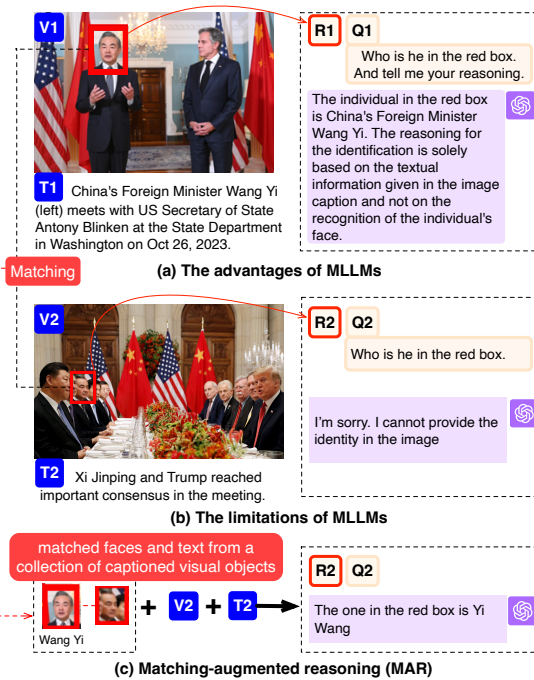 V1
R1 Q1
Who is he in the red box.
And tell me your reasoning.
The individual in the red box
is China's Foreign Minister
Wang Yi. The reasoning for
the identification is solely
based on the textual
information given in the image
caption and not on the
recognition of the individual's
face.
T1 China's Foreign Minister Wang Yi
(left) meets with US Secretary of State
Antony Blinken at the State Department
in Washington on Oct 26, 2023.
(a) The advantages of MLLMs
Matching
V2
R2 Q2
Who is he in the red box.
I'm sorry. I cannot provide the
identity in the image
T2 Xi Jinping and Trump reached
important consensus in the meeting.
(b) The limitations of MLLMs
matched faces and text from a
collection of captioned visual objects
Wang Yi
+ V2 + T2
R2 Q2
The one in the red box is Yi
Wang
(c) Matching-augmented reasoning (MAR)